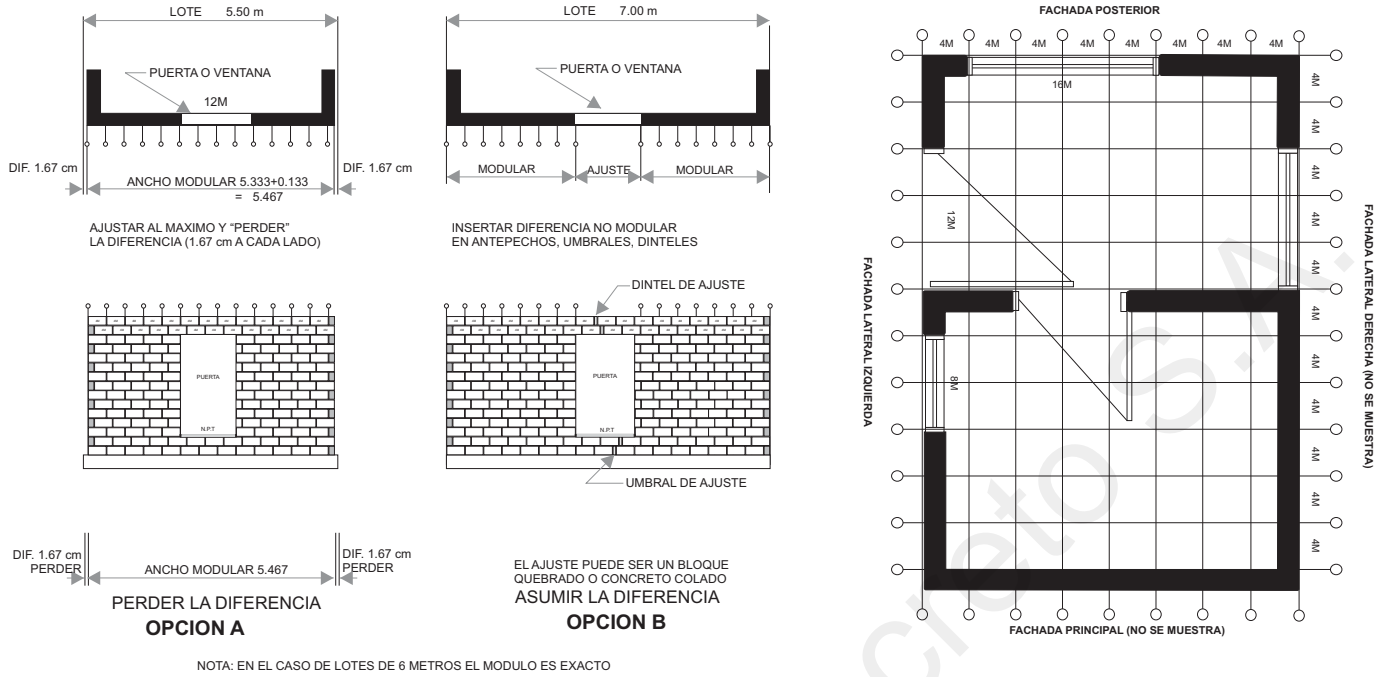 LOTE 5.50 m
PUERTA O VENTANA
12M
DIF. 1.67 cm
DIF. 1.67 cm
ANCHO MODULAR 5.333+0.133
= 5.467
AJUSTAR AL MAXIMO Y “PERDER”
LA DIFERENCIA (1.67 cm A CADA LADO)
PUERTA
N.P.T
DIF. 1.67 cm
PERDER
ANCHO MODULAR 5.467
DIF. 1.67 cm
PERDER
PERDER LA DIFERENCIA
OPCION A
LOTE 7.00 m
PUERTA O VENTANA
MODULAR
AJUSTE
MODULAR
INSERTAR DIFERENCIA NO MODULAR
EN ANTEPECHOS, UMBRALES, DINTELES
DINTEL DE AJUSTE
PUERTA
N.P.T
UMBRAL DE AJUSTE
EL AJUSTE PUEDE SER UN BLOQUE
QUEBRADO O CONCRETO COLADO
ASUMIR LA DIFERENCIA
OPCION B
NOTA: EN EL CASO DE LOTES DE 6 METROS EL MODULO ES EXACTO
FACHADA POSTERIOR
4M 4M 4M 4M 4M 4M 4M 4M
16M
4M
4M
4M
4M
4M
4M
4M
4M
4M
4M
4M
12M
8M
FACHADA LATERAL IZQUIERDA
FACHADA LATERAL DERECHA (NO SE MUESTRA)
FACHADA PRINCIPAL (NO SE MUESTRA)
creto S.A.